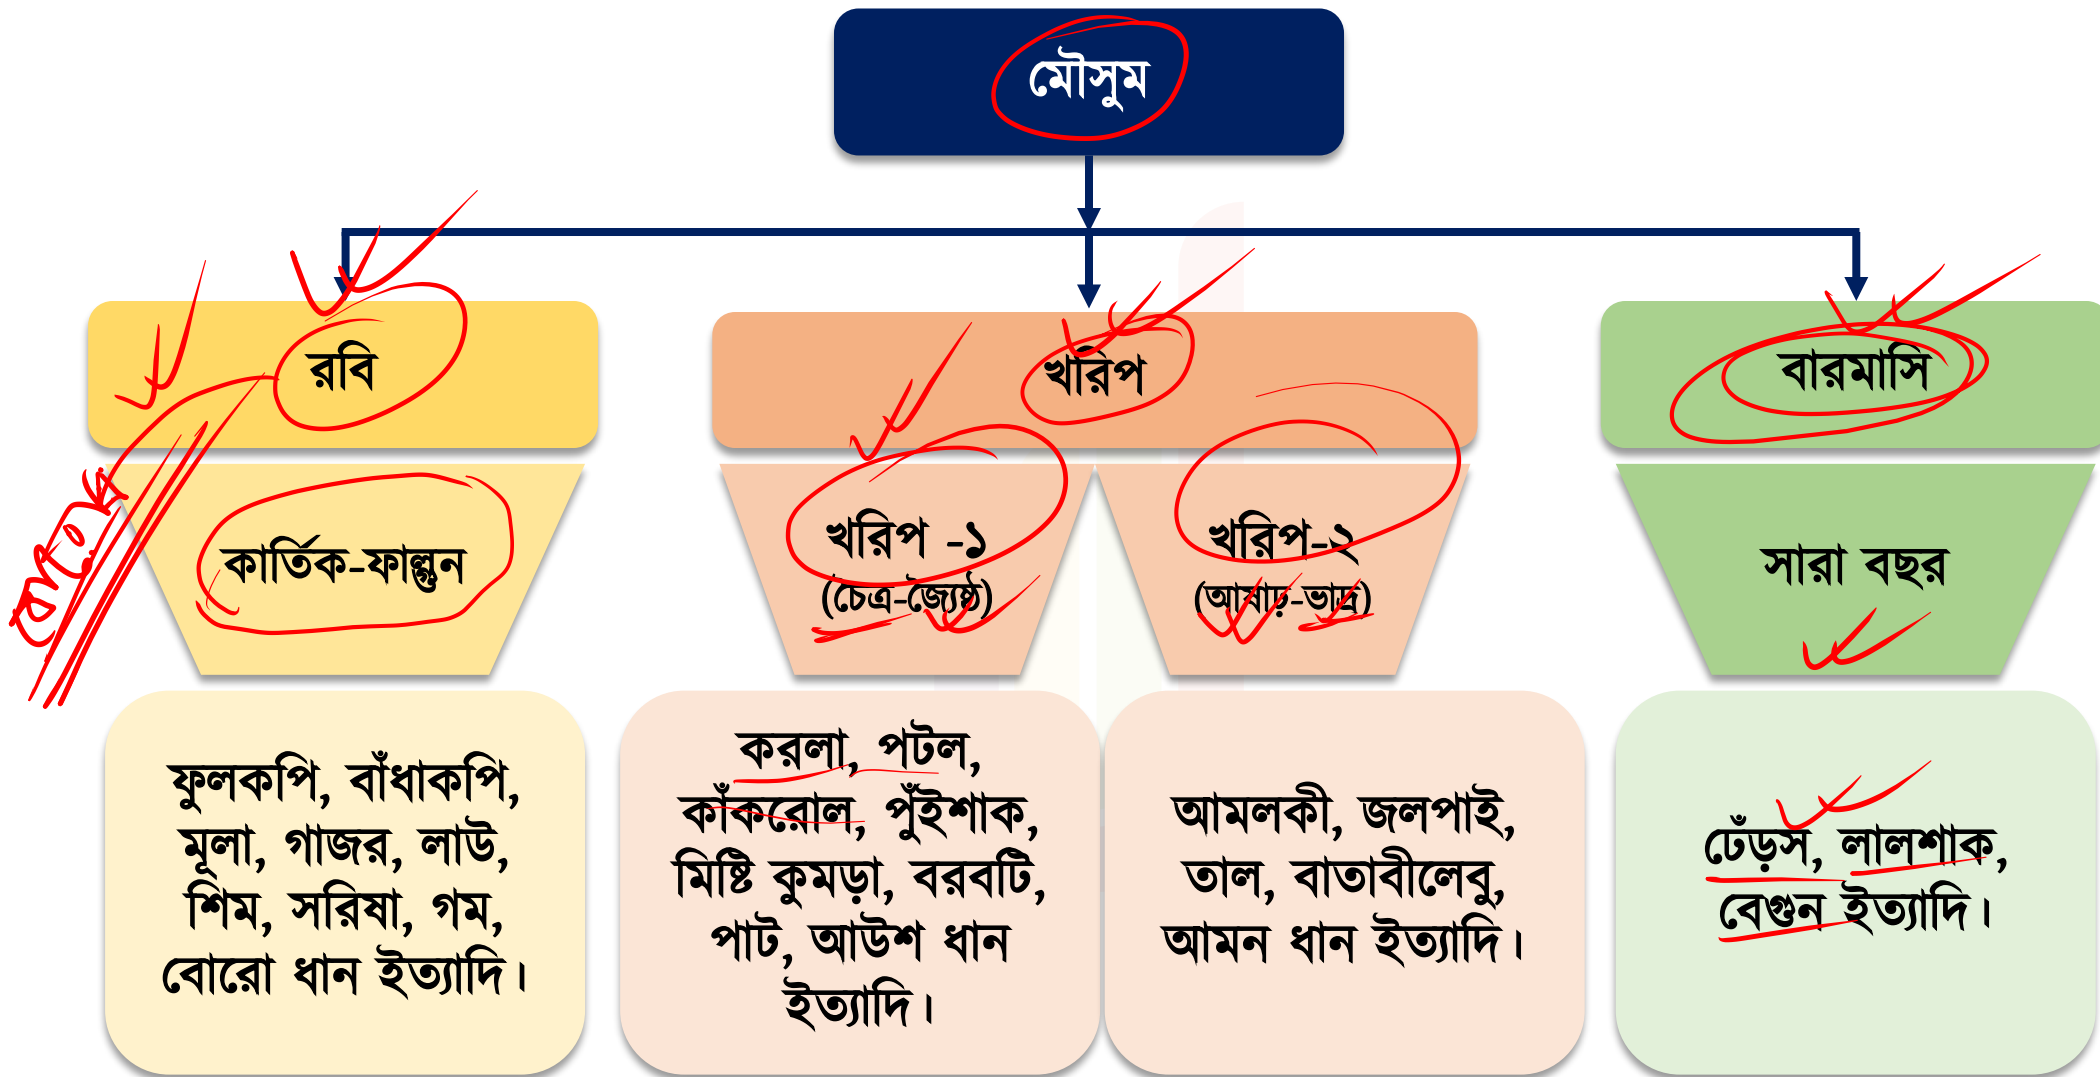 মৌসুম
রবি
খরিপ
বারমাসি
কার্তিক-ফাল্গুন
খরিপ -১
(চৈত্র-জ্যৈষ্ঠ)
খরিপ-২
(আষাঢ়-ভাদ্র)
সারা বছর
ফুলকপি, বাঁধাকপি,
মূলা, গাজর, লাউ,
শিম, সরিষা, গম,
বোরো ধান ইত্যাদি।
করলা, পটল,
কাঁকরোল, পুঁইশাক,
মিষ্টি কুমড়া, বরবটি,
পাট, আউশ ধান
ইত্যাদি।
আমলকী, জলপাই,
তাল, বাতাবীলেবু,
আমন ধান ইত্যাদি।
ঢেঁড়স, লালশাক,
বেগুন ইত্যাদি।